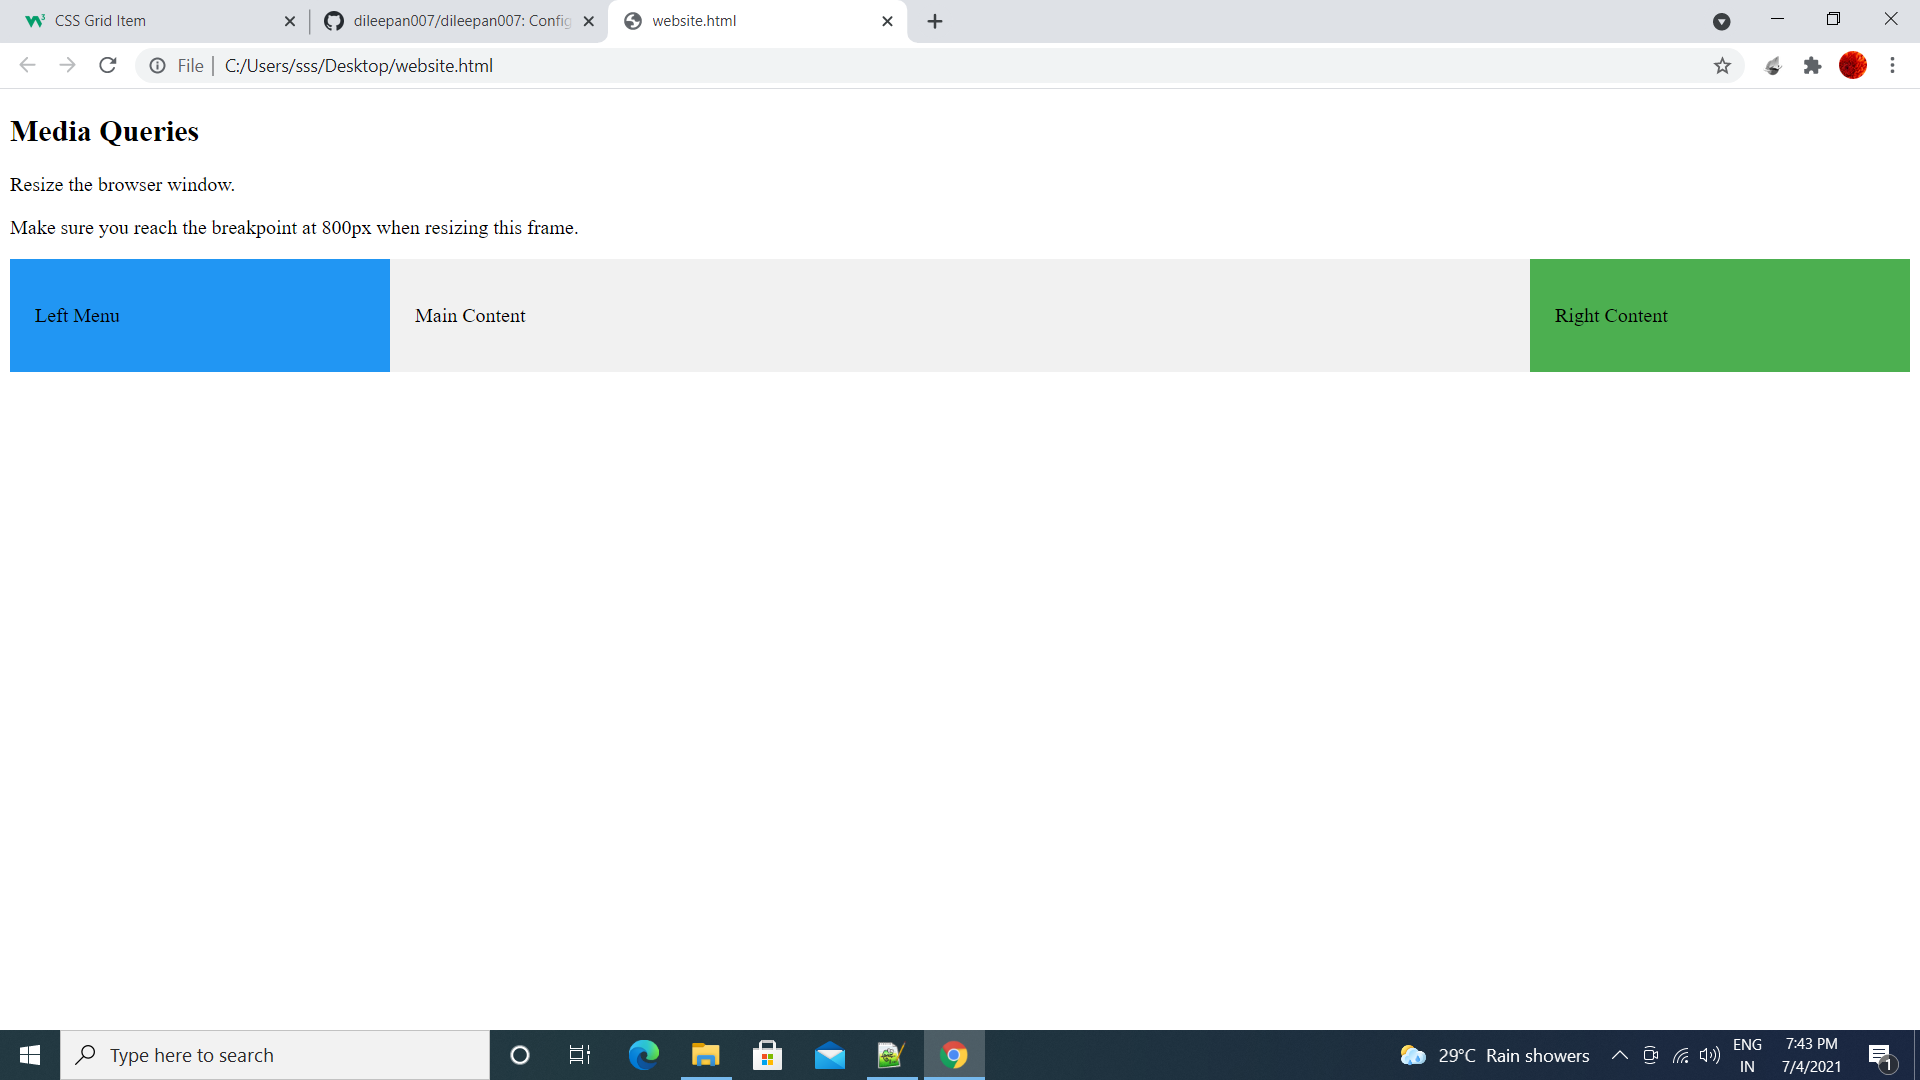 CSS Grid Item
dileepan007/dileepan007: Config
website.html
File
C:/Users/sss/Desktop/website.html
Media Queries
Resize the browser window.
Make sure you reach the breakpoint at 800px when resizing this frame.
Left Menu
Main Content
Right Content
Type here to search
29°C Rain showers
ENG
IN
7:43 PM
7/4/2021
1